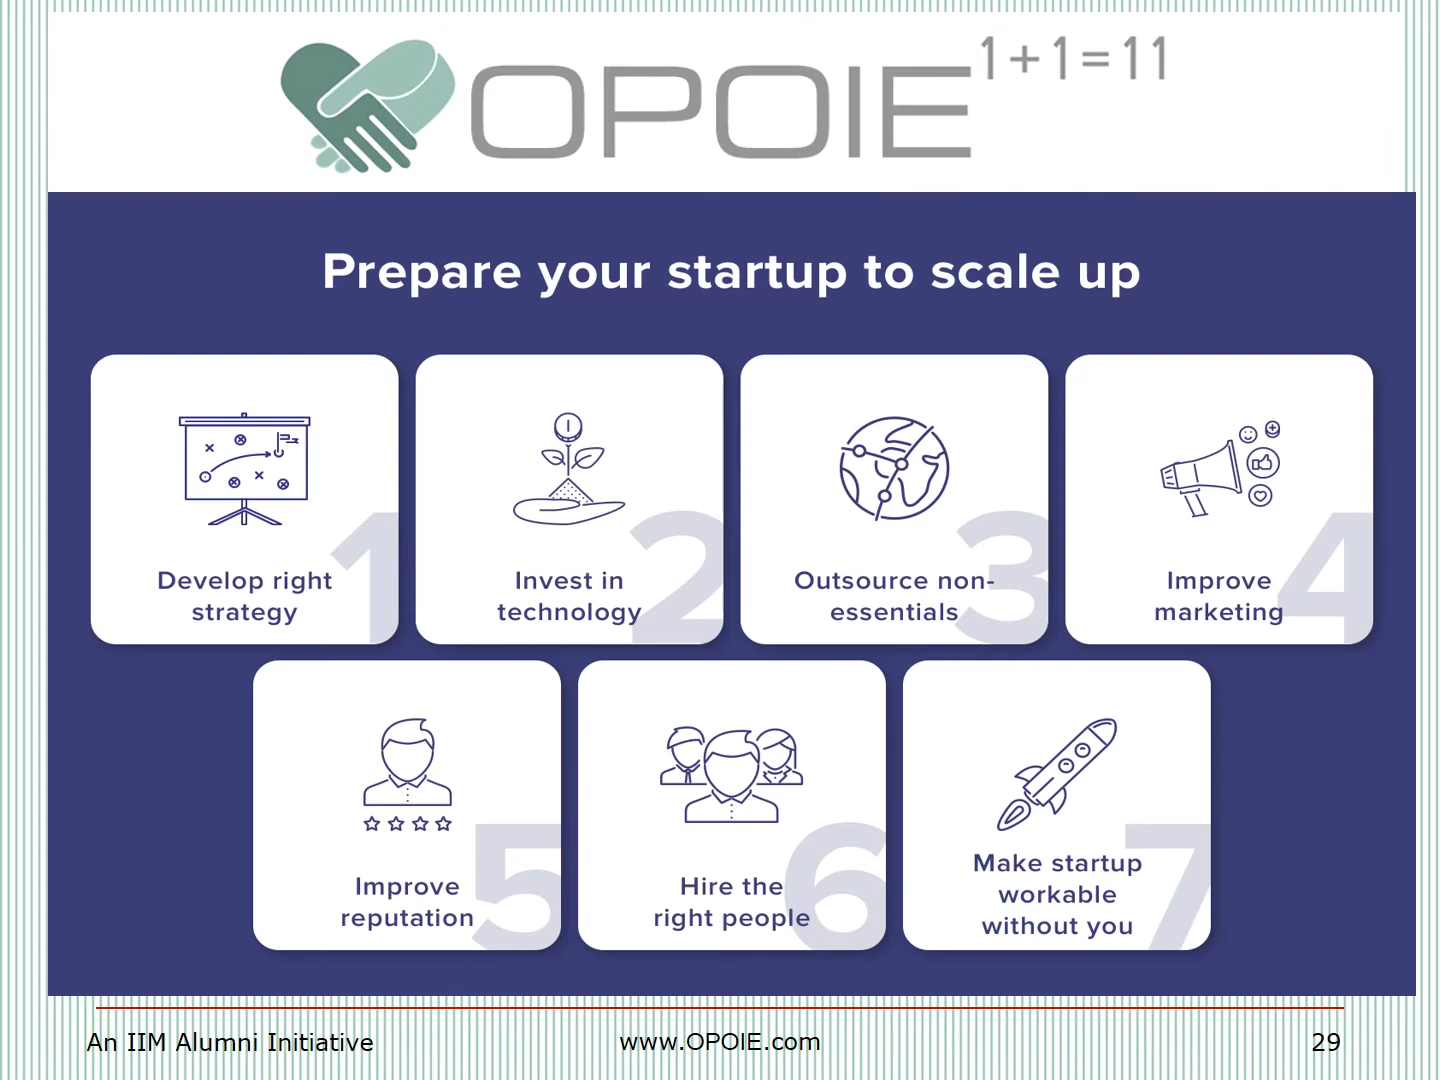 OPOIE 1+1=11
Prepare your startup to scale up
1
Develop right
strategy
2
Invest in
technology
3
Outsource non-
essentials
4
Improve
marketing
5
Improve
reputation
6
Hire the
right people
7
Make startup
workable
without you
An IIM Alumni Initiative
www.OPOIE.com
29